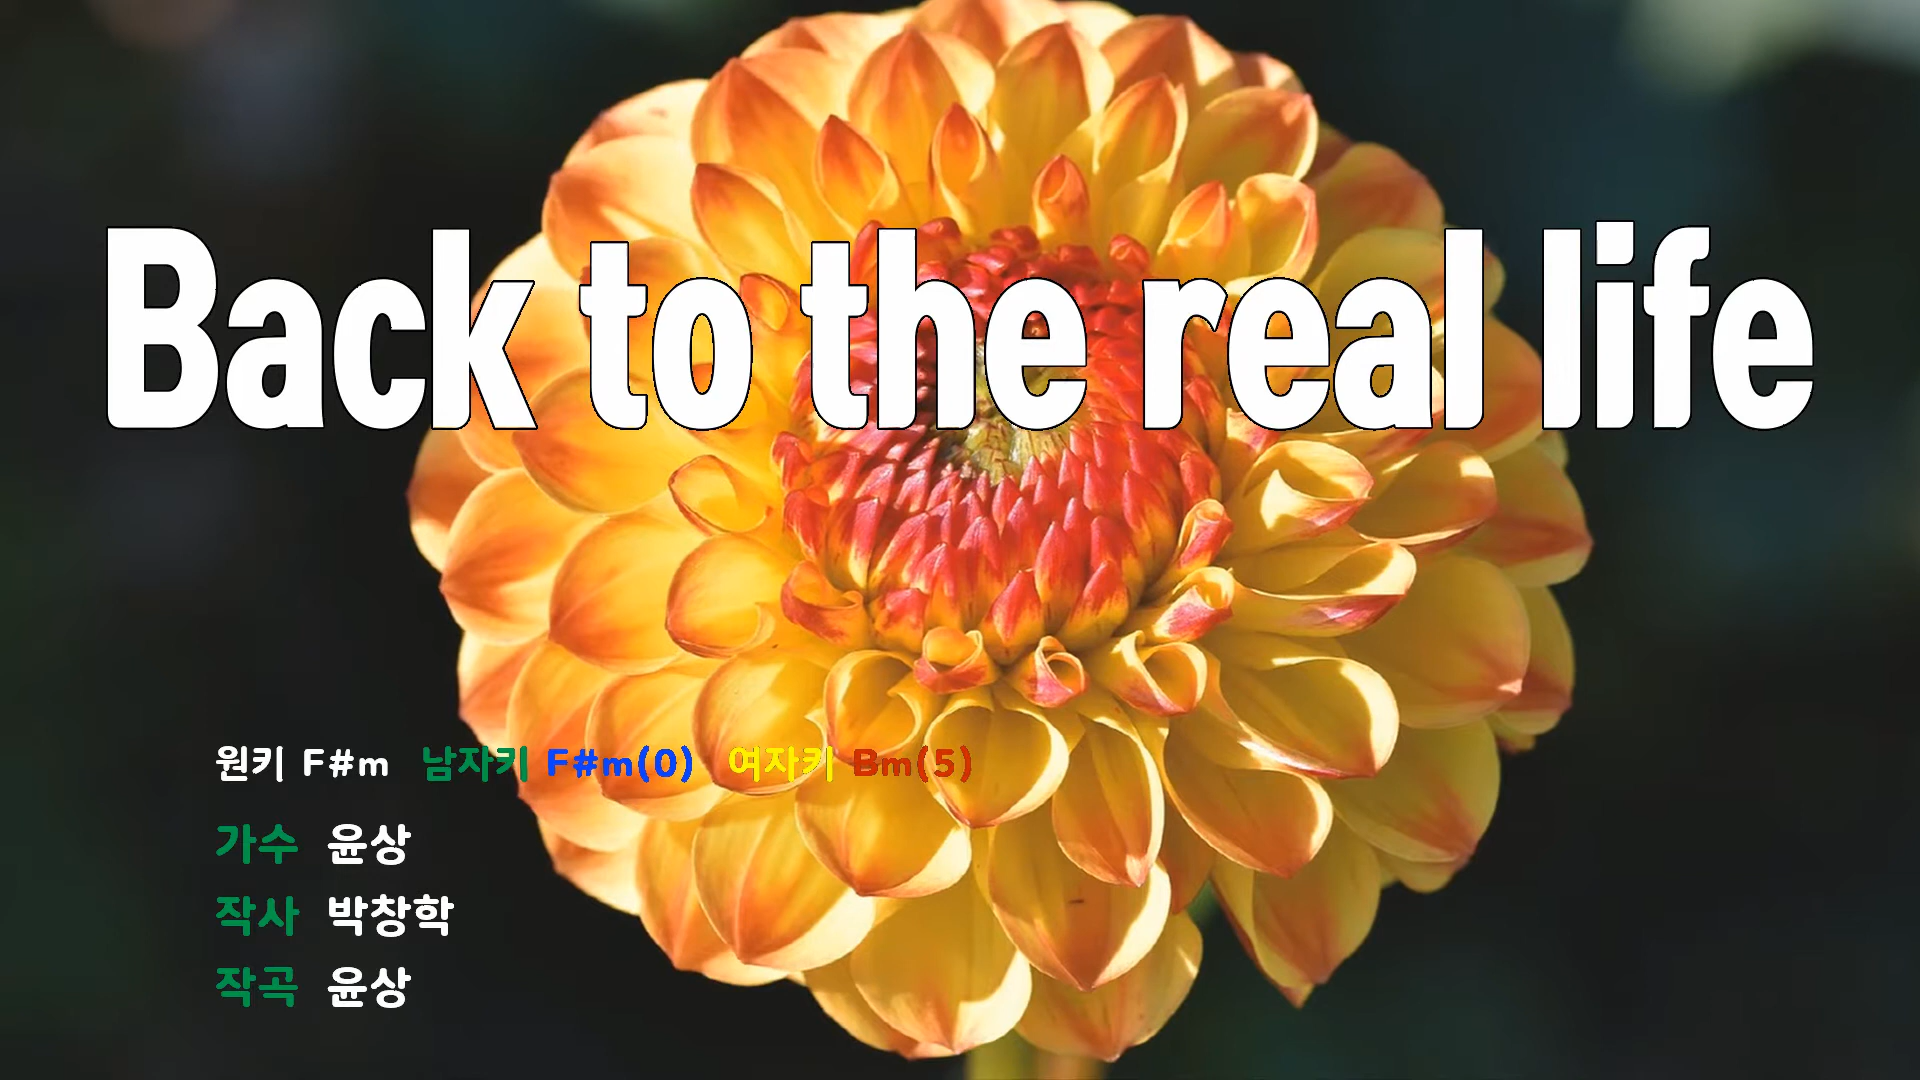 Back to the real life
원키 F#m 남자키 F#m(0) 여자키 Bm(5)
가수 윤상
작사 박창학
작곡 윤상